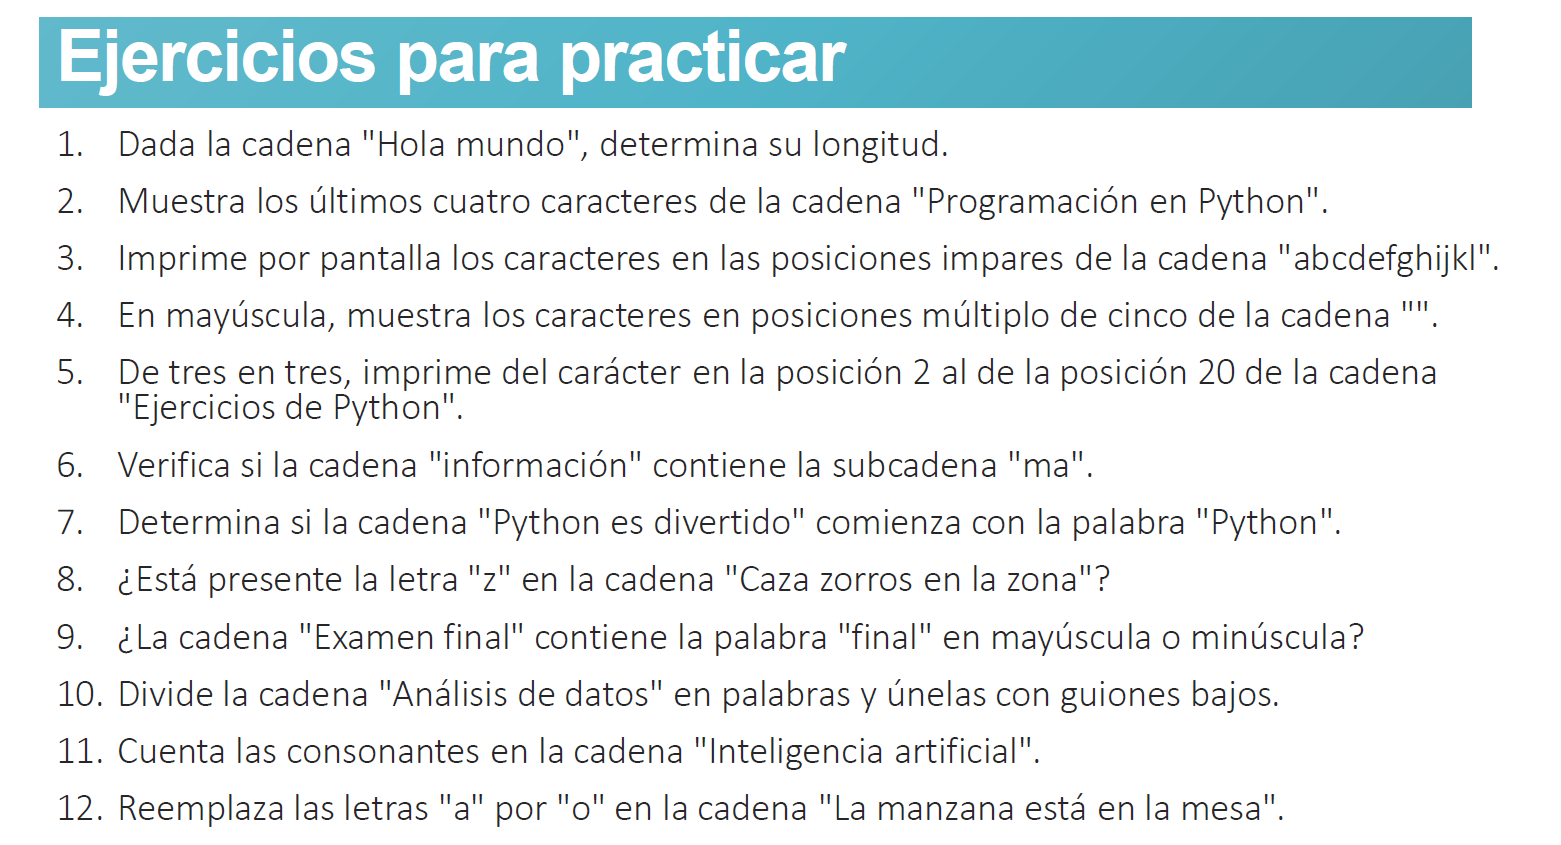 Ejercicios para practicar
1. Dada la cadena "Hola mundo", determina su longitud.
2. Muestra los últimos cuatro caracteres de la cadena "Programación en Python".
3. Imprime por pantalla los caracteres en las posiciones impares de la cadena "abcdefghijkl".
4. En mayúscula, muestra los caracteres en posiciones múltiplo de cinco de la cadena "".
5. De tres en tres, imprime del carácter en la posición 2 al de la posición 20 de la cadena
"Ejercicios de Python".
6. Verifica si la cadena "información" contiene la subcadena "ma".
7. Determina si la cadena "Python es divertido" comienza con la palabra "Python".
8. ¿Está presente la letra "z" en la cadena "Caza zorros en la zona"?
9. ¿La cadena "Examen final" contiene la palabra "final" en mayúscula o minúscula?
10. Divide la cadena "Análisis de datos" en palabras y únelas con guiones bajos.
11. Cuenta las consonantes en la cadena "Inteligencia artificial".
12. Reemplaza las letras "a" por "o" en la cadena "La manzana está en la mesa".